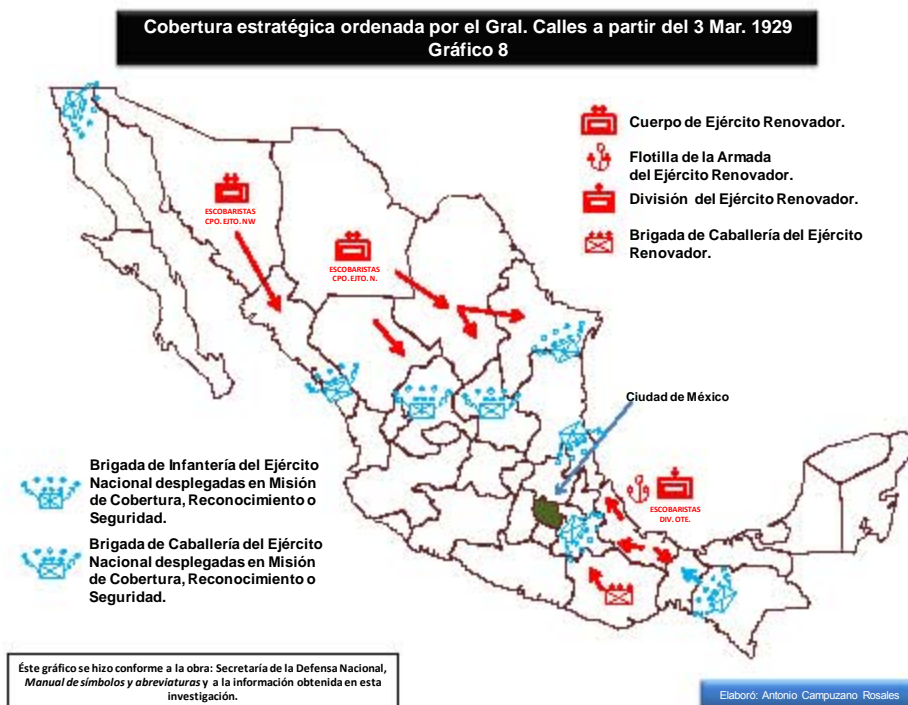 Cobertura estratégica ordenada por el Gral. Calles a partir del 3 Mar. 1929
Gráfico 8
Cuerpo de Ejército Renovador.
Flotilla de la Armada
del Ejército Renovador.
División del Ejército Renovador.
Brigada de Caballería del Ejército
Renovador.
ESCOBARISTAS
CPO. EJTO. NW
ESCOBARISTAS
CPO. EJTO. N.
Ciudad de México
ESCOBARISTAS
DIV. OTE.
Brigada de Infantería del Ejército
Nacional desplegadas en Misión
de Cobertura, Reconocimiento o
Seguridad.
Brigada de Caballería del Ejército
Nacional desplegadas en Misión
de Cobertura, Reconocimiento o
Seguridad.
Éste gráfico se hizo conforme a la obra: Secretaría de la Defensa Nacional,
Manual de símbolos y abreviaturas y a la información obtenida en esta
investigación.
Elaboró: Antonio Campuzano Rosales